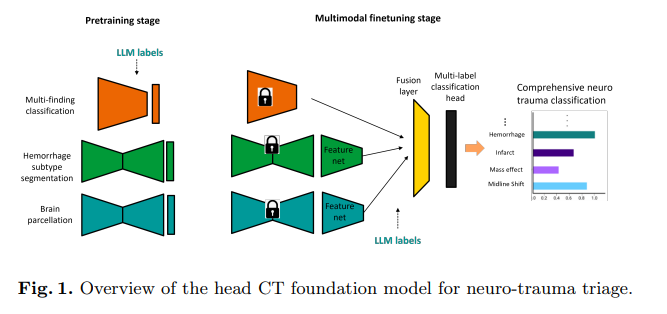 Pretraining stage
Multimodal finetuning stage
LLM labels
Multi-finding
classification
Hemorrhage
subtype
segmentation
Brain
parcellation
Feature
net
Feature
net
Fusion
layer
Multi-label
classification
head
LLM labels
Comprehensive neuro
trauma classification
Hemorrhage
Infarct
Mass effect
Midline Shift
0 0.2 0.4 0.6 0.8 1.0
Fig. 1. Overview of the head CT foundation model for neuro-trauma triage.